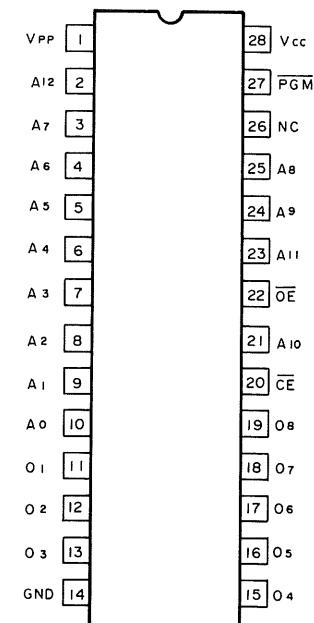 VPP 1 28 VCC
A12 2 27 PGM
A7 3 26 NC
A6 4 25 A8
A5 5 24 A9
A4 6 23 A11
A3 7 22 OE
A2 8 21 A10
A1 9 20 CE
A0 10 19 O8
O1 11 18 O7
O2 12 17 O6
O3 13 16 O5
GND 14 15 O4